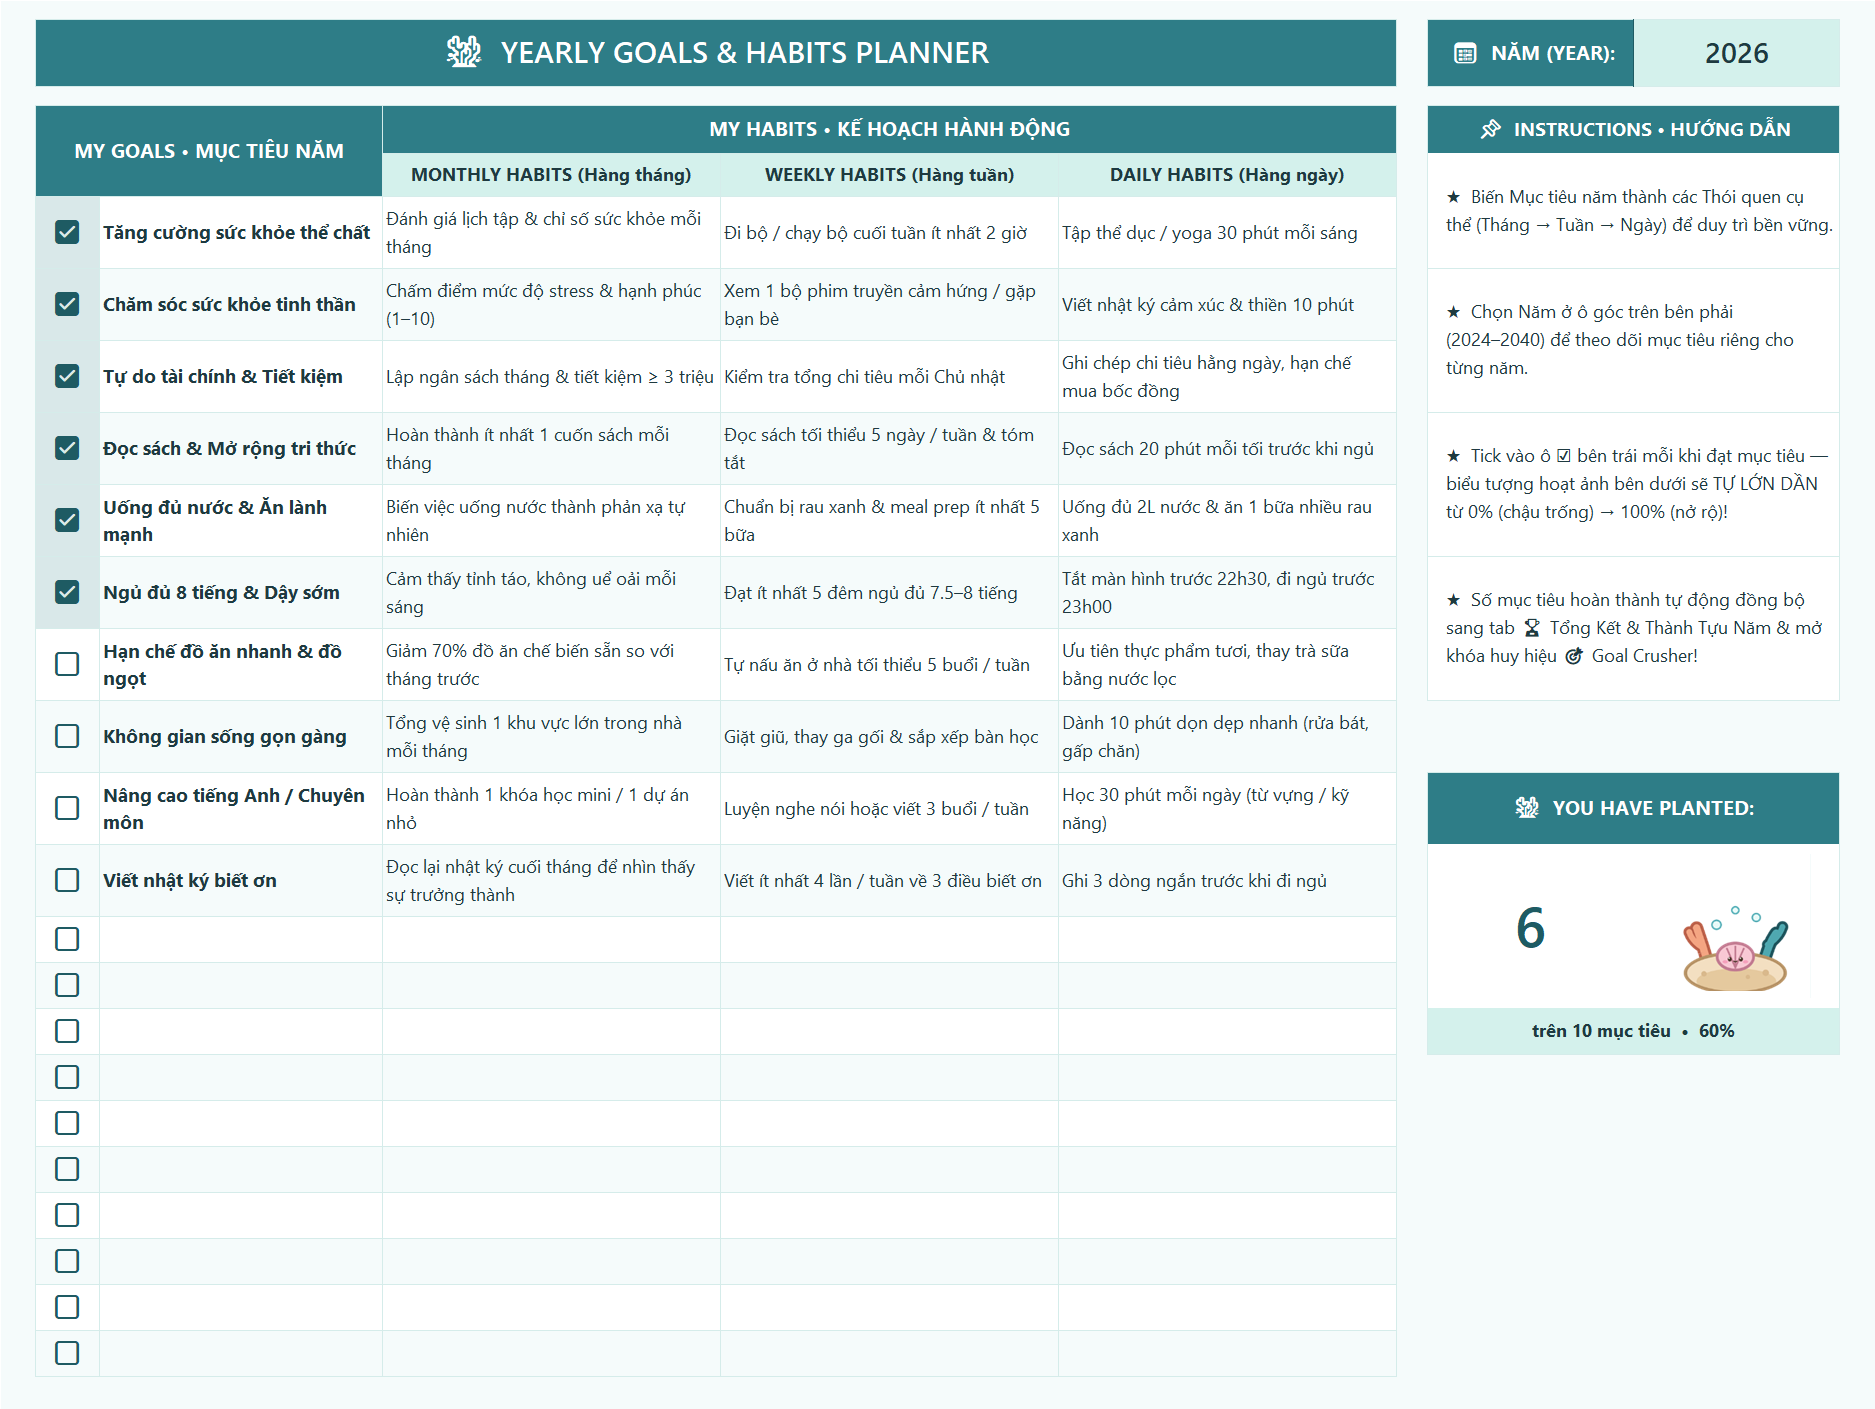 YEARLY GOALS & HABITS PLANNER
NĂM (YEAR):
2026
MY GOALS • MỤC TIÊU NĂM
MY HABITS • KẾ HOẠCH HÀNH ĐỘNG
MONTHLY HABITS (Hàng tháng)
WEEKLY HABITS (Hàng tuần)
DAILY HABITS (Hàng ngày)
Tăng cường sức khỏe thể chất
Đánh giá lịch tập & chỉ số sức khỏe mỗi
tháng
Đi bộ / chạy bộ cuối tuần ít nhất 2 giờ
Tập thể dục / yoga 30 phút mỗi sáng
Chăm sóc sức khỏe tinh thần
Chấm điểm mức độ stress & hạnh phúc
(1–10)
Xem 1 bộ phim truyền cảm hứng / gặp
bạn bè
Viết nhật ký cảm xúc & thiền 10 phút
Tự do tài chính & Tiết kiệm
Lập ngân sách tháng & tiết kiệm ≥ 3 triệu
Kiểm tra tổng chi tiêu mỗi Chủ nhật
Ghi chép chi tiêu hằng ngày, hạn chế
mua bốc đồng
Đọc sách & Mở rộng tri thức
Hoàn thành ít nhất 1 cuốn sách mỗi
tháng
Đọc sách tối thiểu 5 ngày / tuần & tóm
tắt
Đọc sách 20 phút mỗi tối trước khi ngủ
Uống đủ nước & Ăn lành
mạnh
Biến việc uống nước thành phản xạ tự
nhiên
Chuẩn bị rau xanh & meal prep ít nhất 5
bữa
Uống đủ 2L nước & ăn 1 bữa nhiều rau
xanh
Ngủ đủ 8 tiếng & Dậy sớm
Cảm thấy tỉnh táo, không uể oải mỗi
sáng
Đạt ít nhất 5 đêm ngủ đủ 7.5–8 tiếng
Tắt màn hình trước 22h30, đi ngủ trước
23h00
Hạn chế đồ ăn nhanh & đồ
ngọt
Giảm 70% đồ ăn chế biến sẵn so với
tháng trước
Tự nấu ăn ở nhà tối thiểu 5 buổi / tuần
Ưu tiên thực phẩm tươi, thay trà sữa
bằng nước lọc
Không gian sống gọn gàng
Tổng vệ sinh 1 khu vực lớn trong nhà
mỗi tháng
Giặt giũ, thay ga gối & sắp xếp bàn học
Dành 10 phút dọn dẹp nhanh (rửa bát,
gấp chăn)
Nâng cao tiếng Anh / Chuyên
môn
Hoàn thành 1 khóa học mini / 1 dự án
nhỏ
Luyện nghe nói hoặc viết 3 buổi / tuần
Học 30 phút mỗi ngày (từ vựng / kỹ
năng)
Viết nhật ký biết ơn
Đọc lại nhật ký cuối tháng để nhìn thấy
sự trưởng thành
Viết ít nhất 4 lần / tuần về 3 điều biết ơn
Ghi 3 dòng ngắn trước khi đi ngủ
INSTRUCTIONS • HƯỚNG DẪN
★ Biến Mục tiêu năm thành các Thói quen cụ
thể (Tháng → Tuần → Ngày) để duy trì bền vững.
★ Chọn Năm ở ô góc trên bên phải
(2024–2040) để theo dõi mục tiêu riêng cho
từng năm.
★ Tick vào ô ☑ bên trái mỗi khi đạt mục tiêu —
biểu tượng hoạt ảnh bên dưới sẽ TỰ LỚN DẦN
từ 0% (chậu trống) → 100% (nở rộ)!
★ Số mục tiêu hoàn thành tự động đồng bộ
sang tab 🏆 Tổng Kết & Thành Tựu Năm & mở
khóa huy hiệu 🎯 Goal Crusher!
YOU HAVE PLANTED:
6
trên 10 mục tiêu • 60%